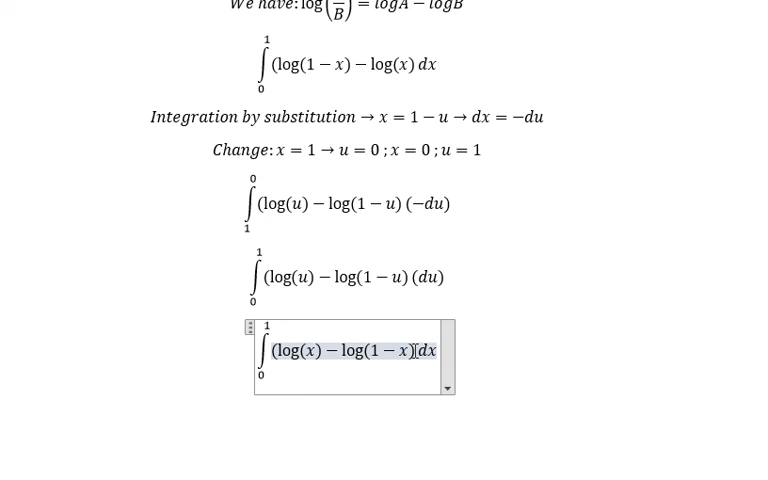 We have: log(A/B) = logA − logB
∫₀¹ (log(1 − x) − log(x) dx
Integration by substitution → x = 1 − u → dx = −du
Change: x = 1 → u = 0 ; x = 0 ; u = 1
∫₁⁰ (log(u) − log(1 − u) (−du)
∫₀¹ (log(u) − log(1 − u) (du)
∫₀¹ (log(x) − log(1 − x) dx